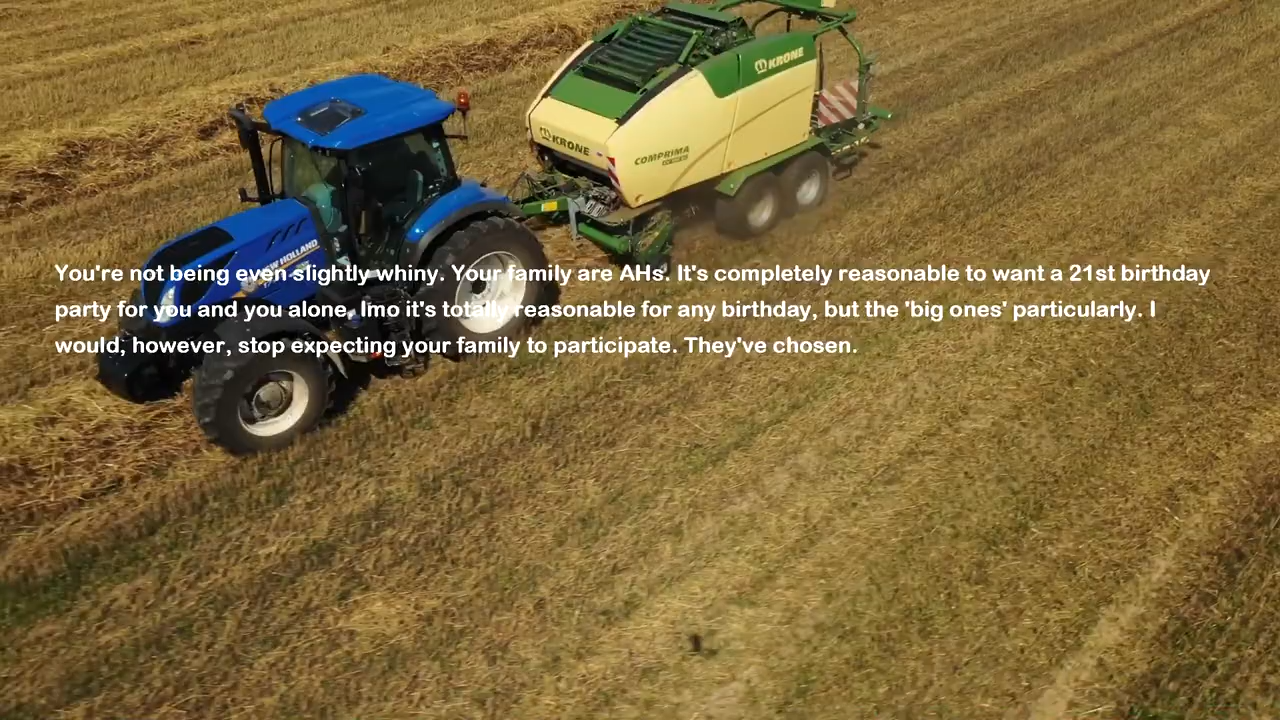 KRONE
KRONE
COMPRIMA
NEW HOLLAND
You're not being even slightly whiny. Your family are AHs. It's completely reasonable to want a 21st birthday
party for you and you alone. Imo it's totally reasonable for any birthday, but the 'big ones' particularly. I
would, however, stop expecting your family to participate. They've chosen.